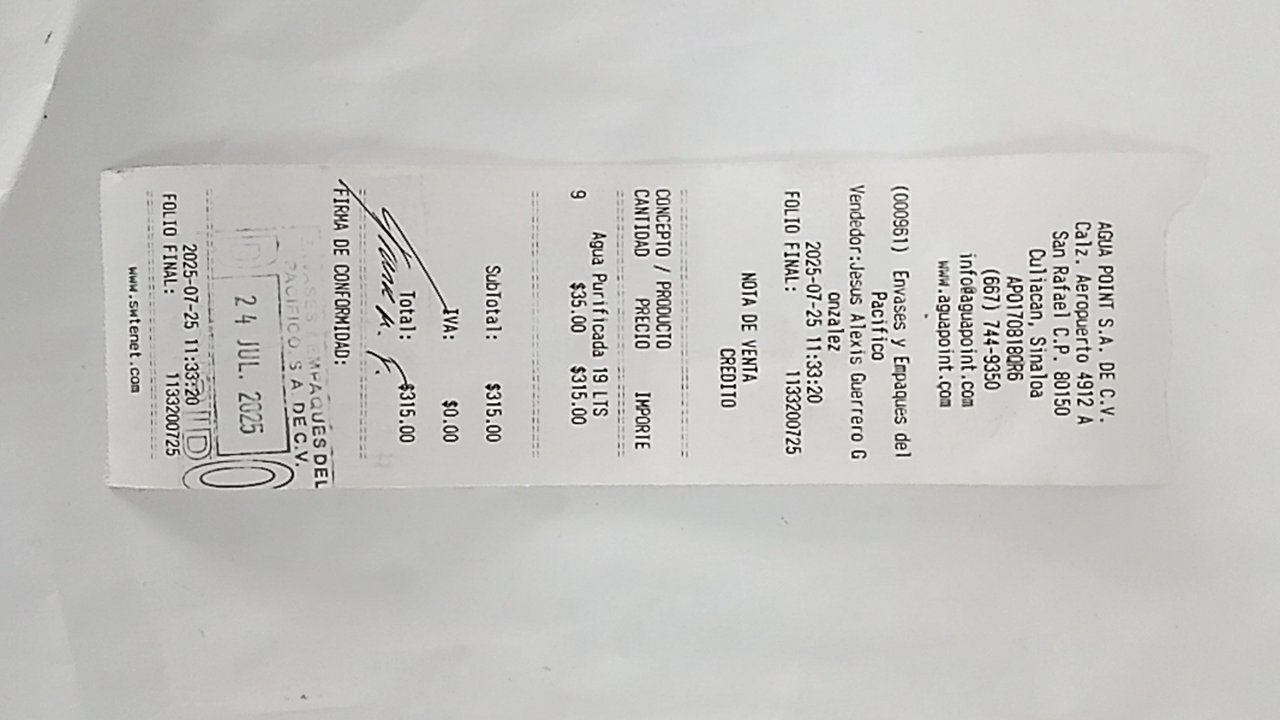 AGUA POINT S.A. DE C.V.
Calz. Aeropuerto 4912 A
San Rafael C.P. 80150
Culiacan, Sinaloa
APO170818QR6
(667) 744-9350
info@aguapoint.com
www.aguapoint.com
(000961) Envases y Empaques del
Pacifico
Vendedor:Jesus Alexis Guerrero G
onzalez
2025-07-25 11:33:20
FOLIO FINAL: 1133200725
NOTA DE VENTA
CREDITO
CONCEPTO / PRODUCTO
CANTIDAD PRECIO IMPORTE
Agua Purificada 19 LTS
9 $35.00 $315.00
SubTotal: $315.00
IVA: $0.00
Total: $315.00
FIRMA DE CONFORMIDAD:
ENVASES Y EMPAQUES DEL
PACIFICO S A DE C.V.
24 JUL. 2025
2025-07-25 11:33:20
FOLIO FINAL: 1133200725
www.swtenet.com